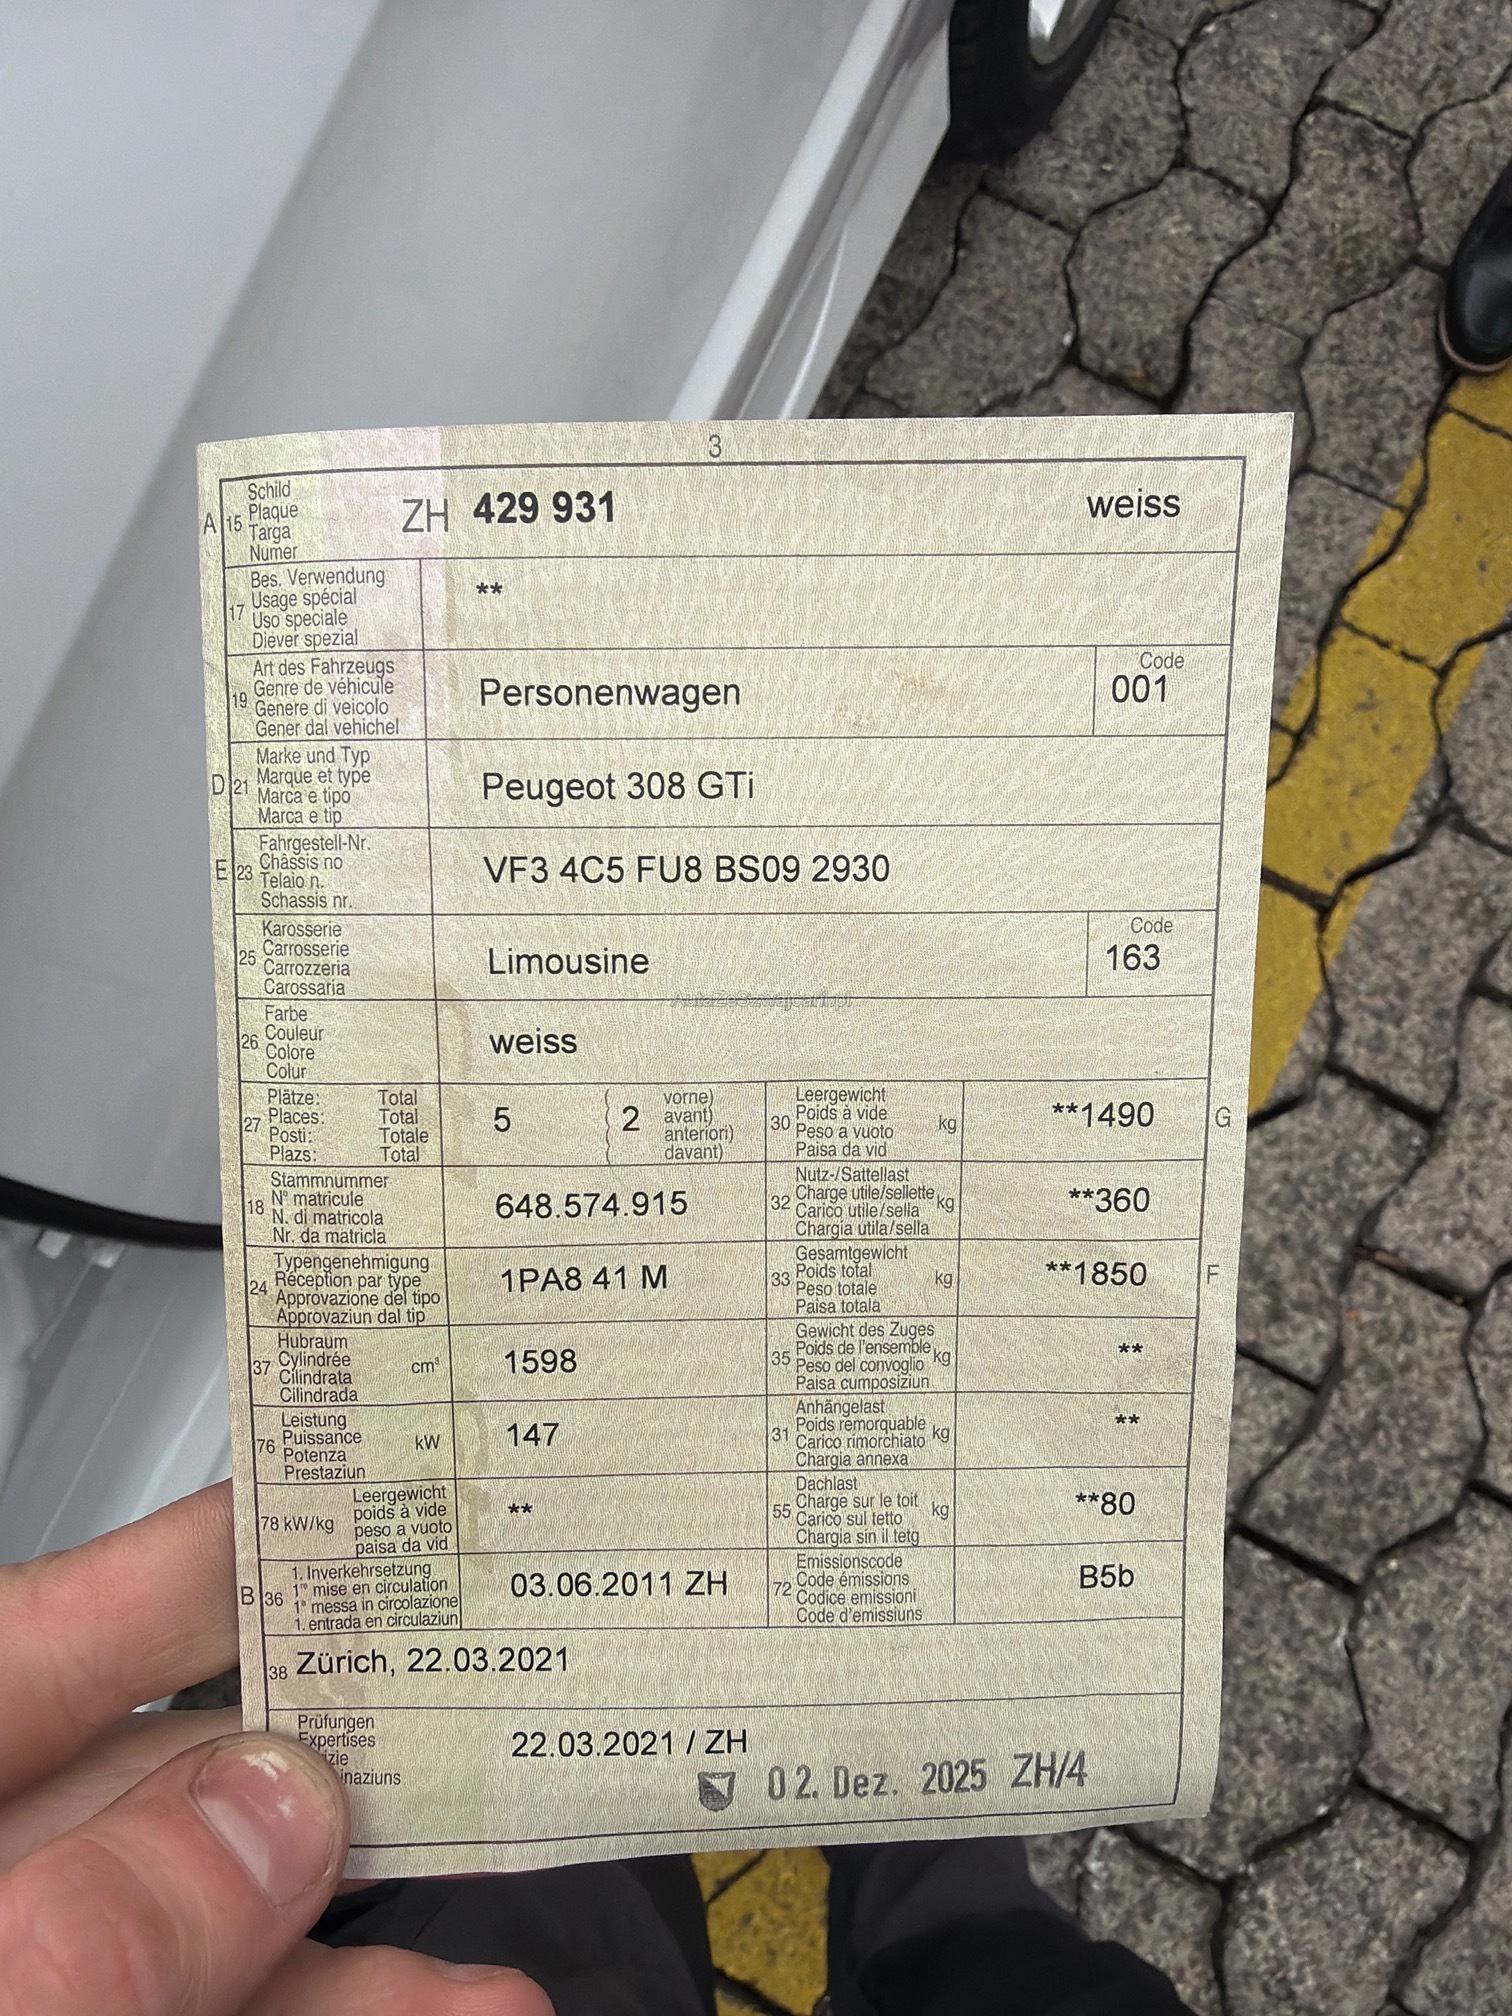 3
A 15 Schild
Plaque
Targa
Numer
ZH 429 931 weiss
17 Bes. Verwendung
Usage spécial
Uso speciale
Diever spezial
**
19 Art des Fahrzeugs
Genre de véhicule
Genere di veicolo
Gener dal vehichel
Personenwagen
Code
001
D 21 Marke und Typ
Marque et type
Marca e tipo
Marca e tip
Peugeot 308 GTi
E 23 Fahrgestell-Nr.
Châssis no
Telaio n.
Schassis nr.
VF3 4C5 FU8 BS09 2930
25 Karosserie
Carrosserie
Carrozzeria
Carossaria
Limousine
Code
163
AutaZeSzwajcarii.pl
26 Farbe
Couleur
Colore
Colur
weiss
27 Plätze: Total
Places: Total
Posti: Totale
Plazs: Total
5 ( 2 vorne)
( avant)
( anteriori)
( davant)
30 Leergewicht
Poids à vide
Peso a vuoto
Paisa da vid
kg
**1490 G
18 Stammnummer
N° matricule
N. di matricola
Nr. da matricla
648.574.915
32 Nutz-/Sattellast
Charge utile/sellette
Carico utile/sella
Chargia utila/sella
kg
**360
24 Typengenehmigung
Réception par type
Approvazione del tipo
Approvaziun dal tip
1PA8 41 M
33 Gesamtgewicht
Poids total
Peso totale
Paisa totala
kg
**1850 F
37 Hubraum
Cylindrée
Cilindrata
Cilindrada
cm³
1598
35 Gewicht des Zuges
Poids de l'ensemble
Peso del convoglio
Paisa cumposiziun
kg
**
76 Leistung
Puissance
Potenza
Prestaziun
kW
147
31 Anhängelast
Poids remorquable
Carico rimorchiato
Chargia annexa
kg
**
78 kW/kg Leergewicht
poids à vide
peso a vuoto
paisa da vid
**
55 Dachlast
Charge sur le toit
Carico sul tetto
Chargia sin il tetg
kg
**80
B 36 1. Inverkehrsetzung
1re mise en circulation
1a messa in circolazione
1. entrada en circulaziun
03.06.2011 ZH
72 Emissionscode
Code émissions
Codice emissioni
Code d'emissiuns
B5b
38 Zürich, 22.03.2021
Prüfungen
Expertises
izie
inaziuns
22.03.2021 / ZH
02. Dez. 2025 ZH/4